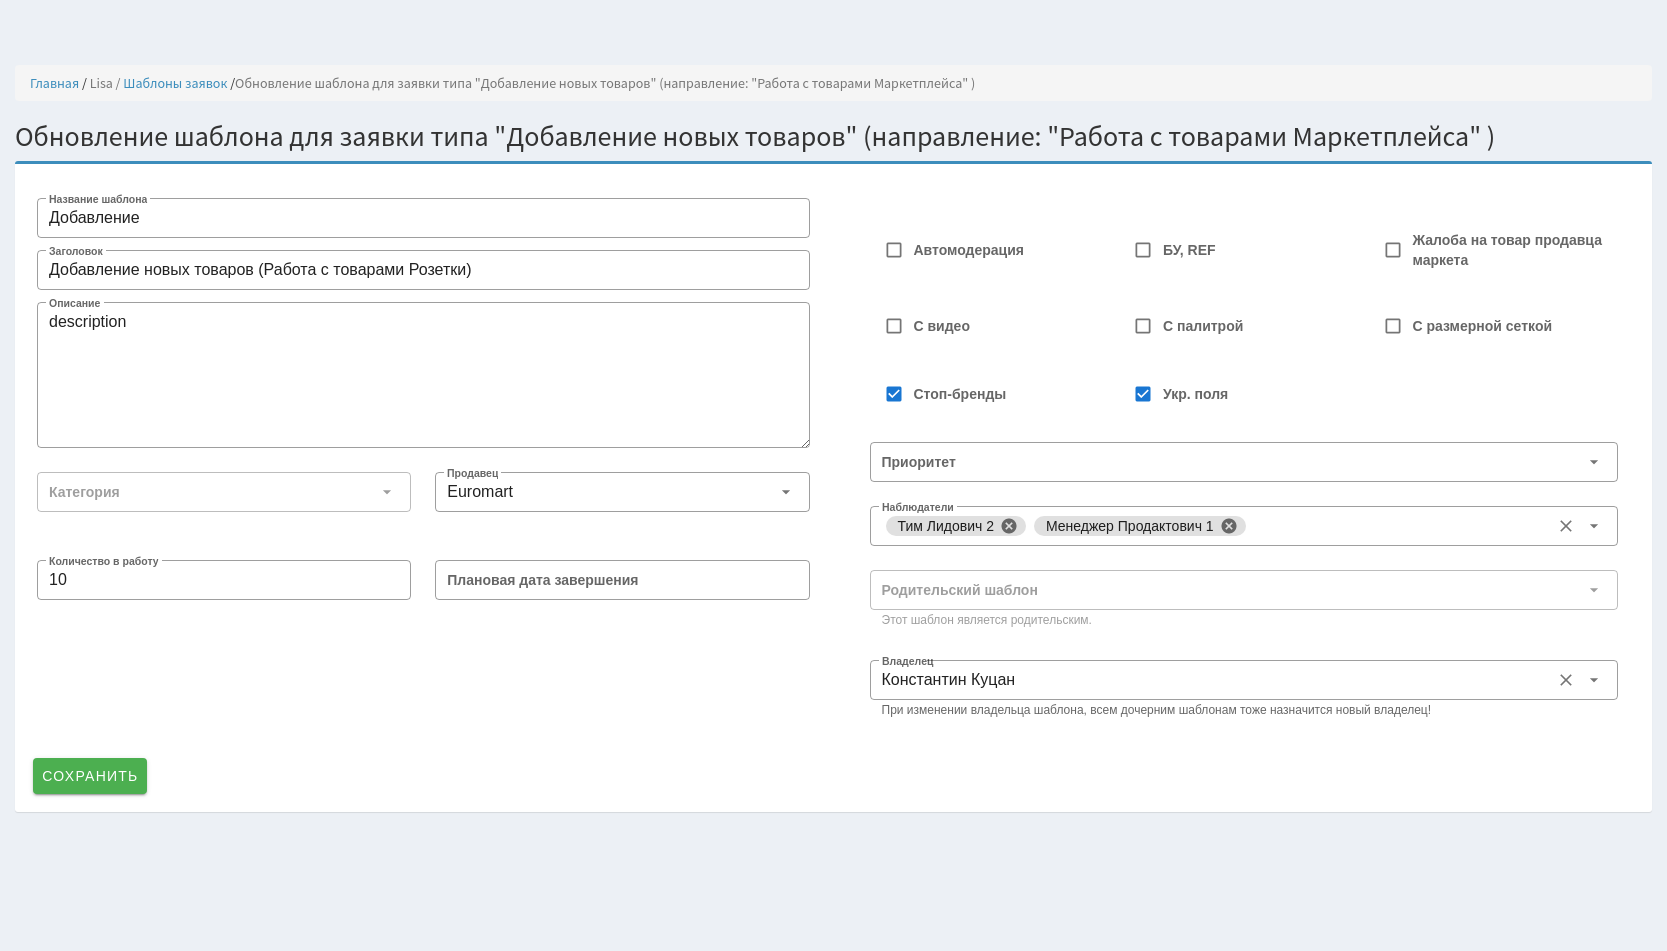 Главная / Lisa / Шаблоны заявок /Обновление шаблона для заявки типа "Добавление новых товаров" (направление: "Работа с товарами Маркетплейса" )
Обновление шаблона для заявки типа "Добавление новых товаров" (направление: "Работа с товарами Маркетплейса" )
Название шаблона
Добавление
Заголовок
Добавление новых товаров (Работа с товарами Розетки)
Описание
description
Категория
Продавец
Euromart
Количество в работу
10
Плановая дата завершения
Автомодерация
БУ, REF
Жалоба на товар продавца
маркета
С видео
С палитрой
С размерной сеткой
Стоп-бренды
Укр. поля
Приоритет
Наблюдатели
Тим Лидович 2
Менеджер Продактович 1
Родительский шаблон
Этот шаблон является родительским.
Владелец
Константин Куцан
При изменении владельца шаблона, всем дочерним шаблонам тоже назначится новый владелец!
СОХРАНИТЬ